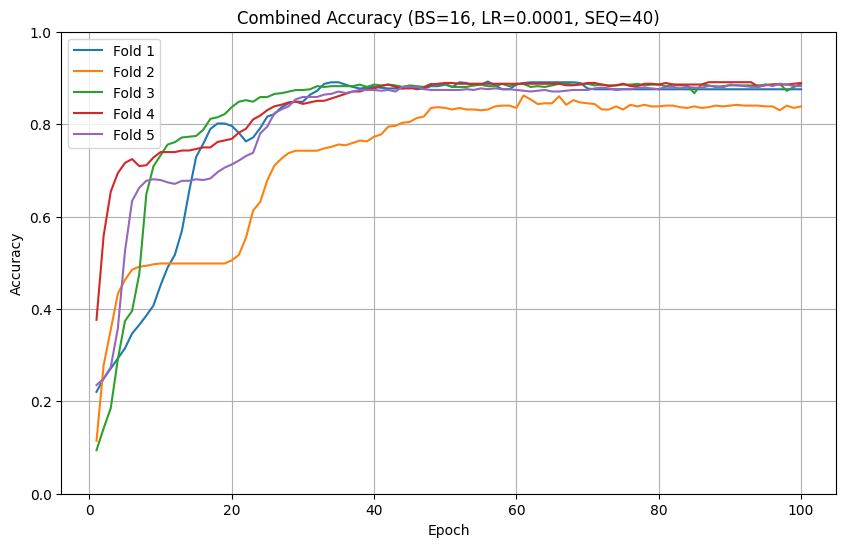 Combined Accuracy (BS=16, LR=0.0001, SEQ=40)
1.0
0.8
0.6
0.4
0.2
0.0
Accuracy
Fold 1
Fold 2
Fold 3
Fold 4
Fold 5
0 20 40 60 80 100
Epoch